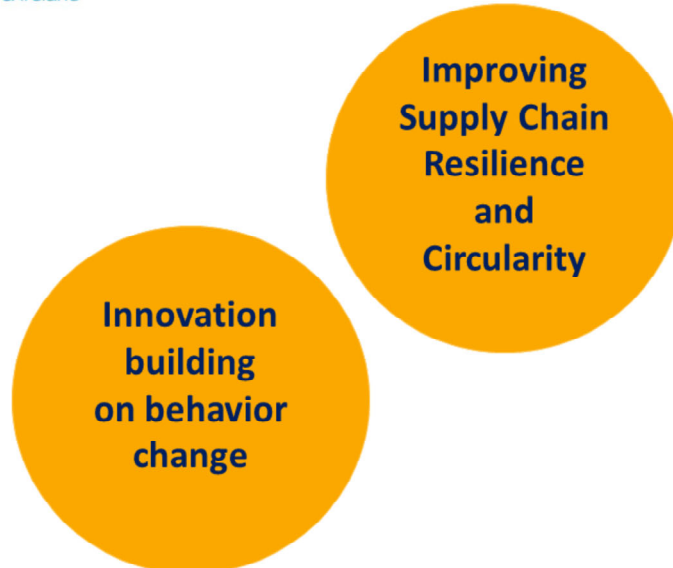 Improving
Supply Chain
Resilience
and
Circularity
Innovation
building
on behavior
change